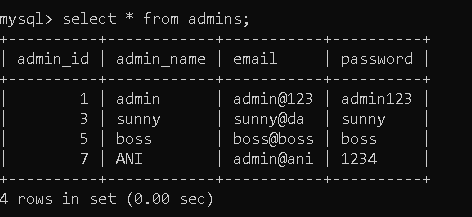 mysql> select * from admins;
+----------+------------+------------+----------+
| admin_id | admin_name | email | password |
+----------+------------+------------+----------+
| 1 | admin | admin@123 | admin123 |
| 3 | sunny | sunny@da | sunny |
| 5 | boss | boss@boss | boss |
| 7 | ANI | admin@ani | 1234 |
+----------+------------+------------+----------+
4 rows in set (0.00 sec)